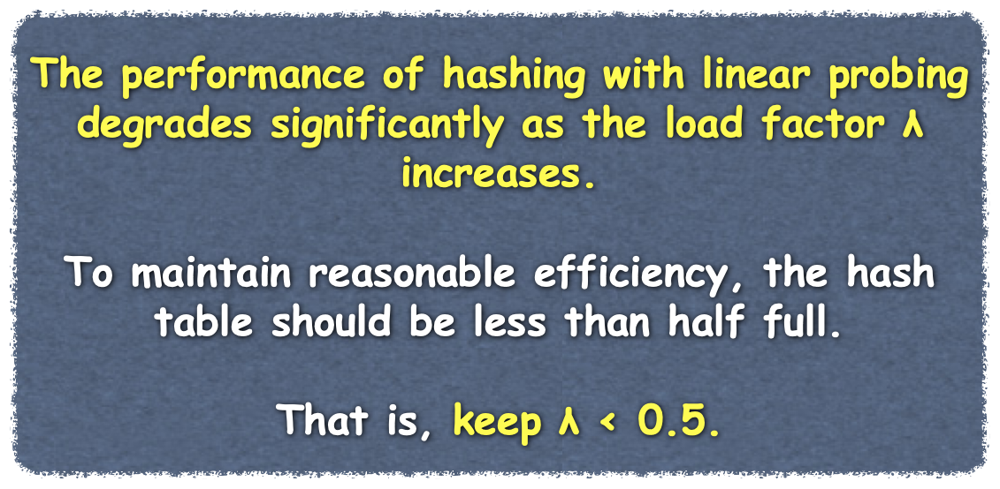 The performance of hashing with linear probing
degrades significantly as the load factor λ
increases.
To maintain reasonable efficiency, the hash
table should be less than half full.
That is, keep λ < 0.5.